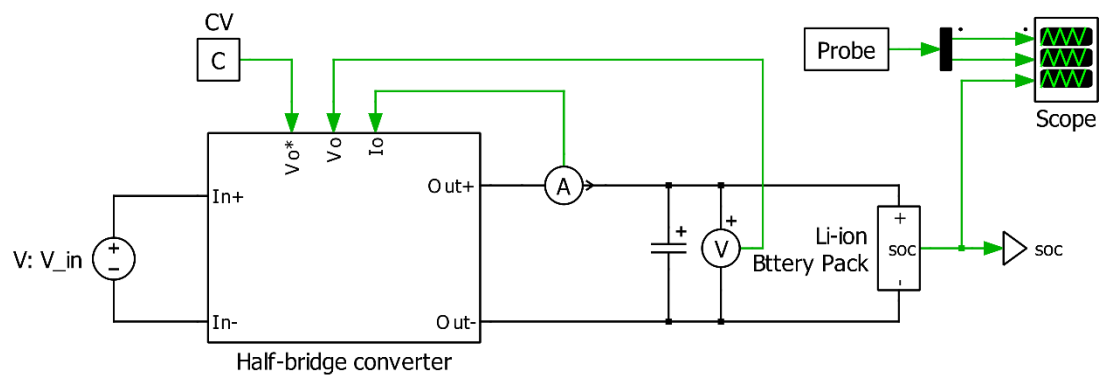 CV
C
Probe
Scope
Vo*
Vo
Io
In+
Out+
A
+
+
+
V: V_in
+
−
V
Li-ion
Bttery Pack
soc
-
soc
In-
Out-
Half-bridge converter